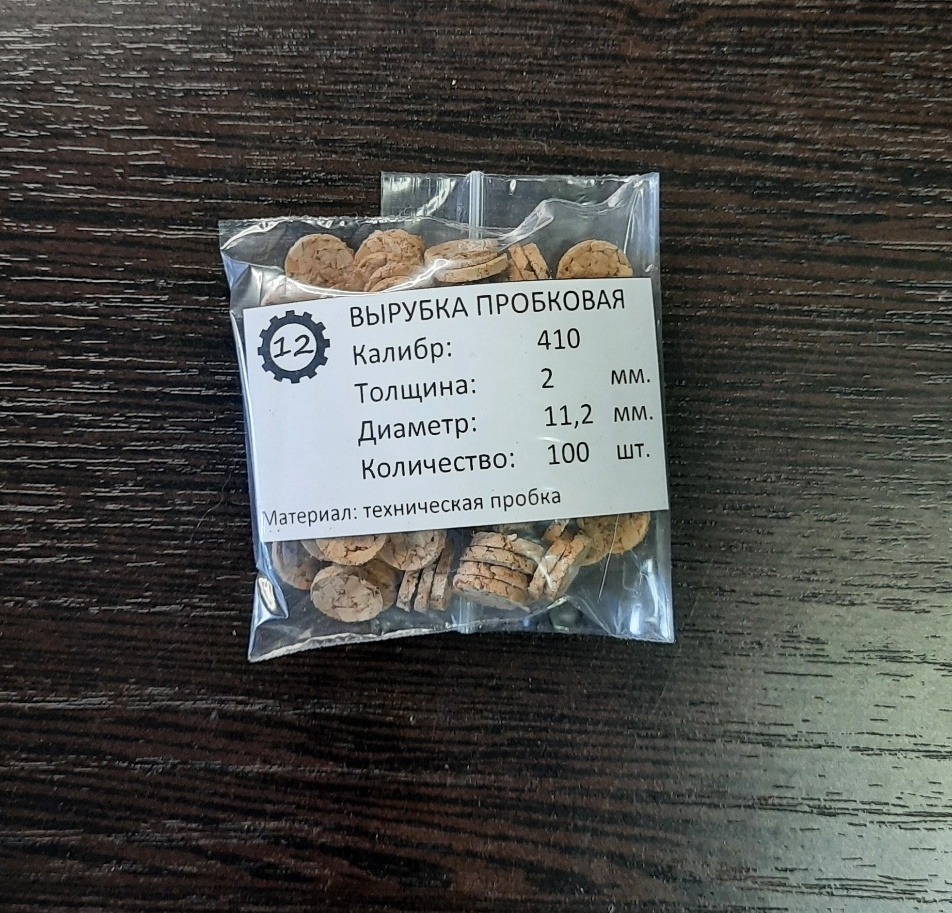 12
ВЫРУБКА ПРОБКОВАЯ
Калибр: 410
Толщина: 2 мм.
Диаметр: 11,2 мм.
Количество: 100 шт.
Материал: техническая пробка